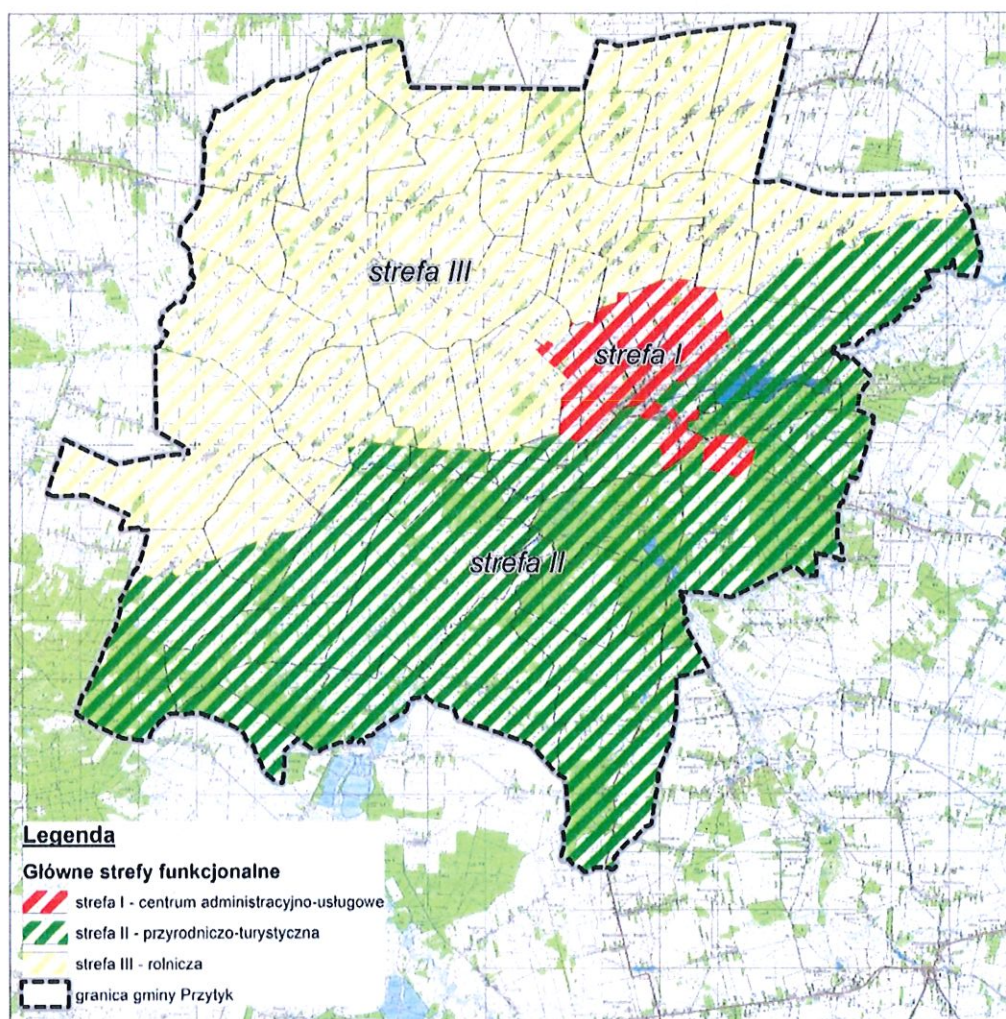 strefa III
strefa I
strefa II
Legenda
Główne strefy funkcjonalne
strefa I - centrum administracyjno-usługowe
strefa II - przyrodniczo-turystyczna
strefa III - rolnicza
granica gminy Przytyk